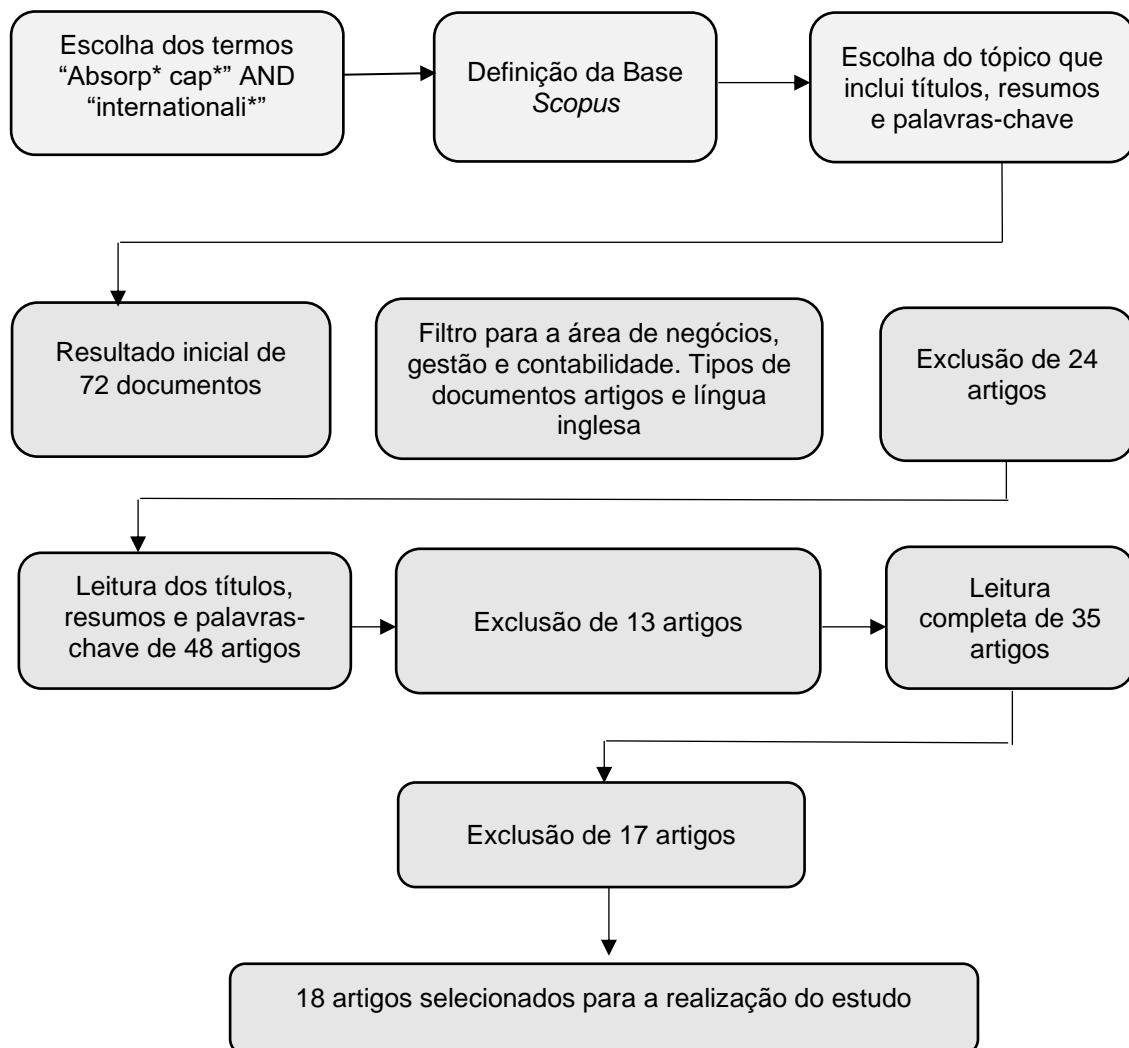 Escolha dos termos
“Absorp* cap*” AND
“internationali*”
Definição da Base
Scopus
Escolha do tópico que
inclui títulos, resumos
e palavras-chave
Resultado inicial de
72 documentos
Filtro para a área de negócios,
gestão e contabilidade. Tipos de
documentos artigos e língua
inglesa
Exclusão de 24
artigos
Leitura dos títulos,
resumos e palavras-
chave de 48 artigos
Exclusão de 13 artigos
Leitura
completa de 35
artigos
Exclusão de 17 artigos
18 artigos selecionados para a realização do estudo